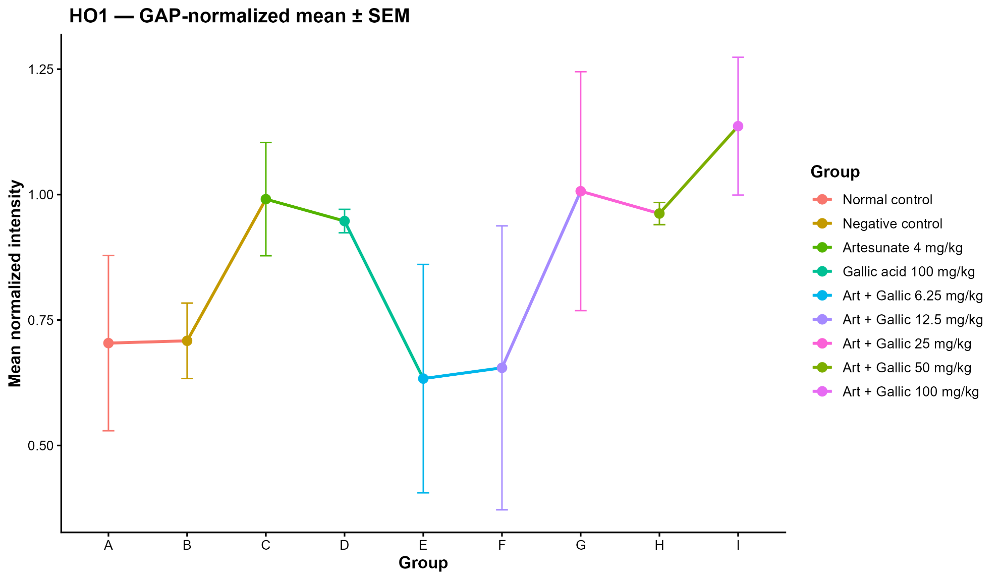 HO1 — GAP-normalized mean ± SEM
Mean normalized intensity
1.25
1.00
0.75
0.50
A B C D E F G H I
Group
Group
Normal control
Negative control
Artesunate 4 mg/kg
Gallic acid 100 mg/kg
Art + Gallic 6.25 mg/kg
Art + Gallic 12.5 mg/kg
Art + Gallic 25 mg/kg
Art + Gallic 50 mg/kg
Art + Gallic 100 mg/kg